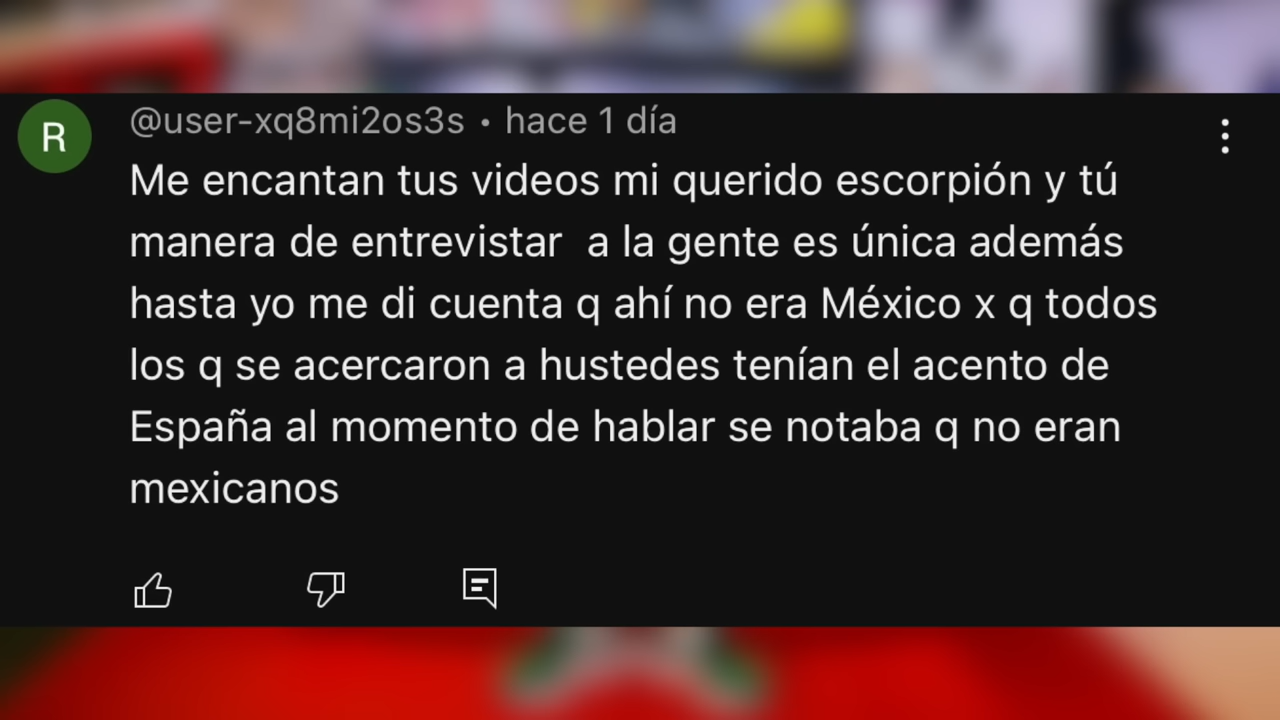 R
@user-xq8mi2os3s • hace 1 día
Me encantan tus videos mi querido escorpión y tú
manera de entrevistar  a la gente es única además
hasta yo me di cuenta q ahí no era México x q todos
los q se acercaron a hustedes tenían el acento de
España al momento de hablar se notaba q no eran
mexicanos